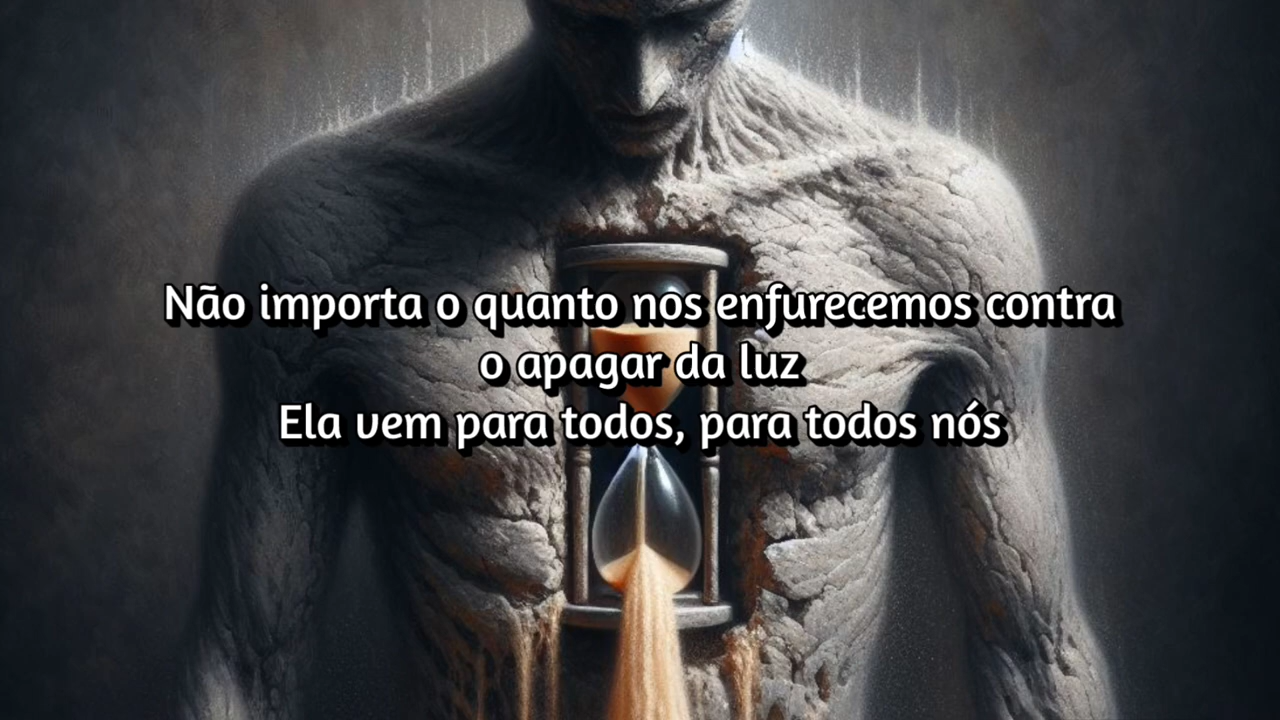 Não importa o quanto nos enfurecemos contra
o apagar da luz
Ela vem para todos, para todos nós